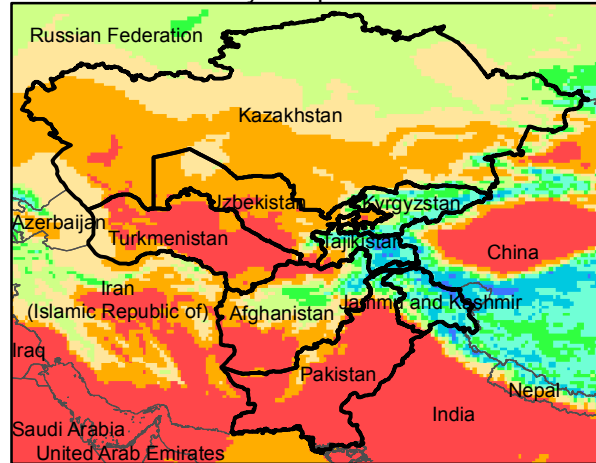 Russian Federation
Kazakhstan
Uzbekistan
Kyrgyzstan
Azerbaijan
Turkmenistan
Tajikistan
China
Iran
(Islamic Republic of)
Jammu and Kashmir
Afghanistan
Iraq
Pakistan
Nepal
India
Saudi Arabia
United Arab Emirates